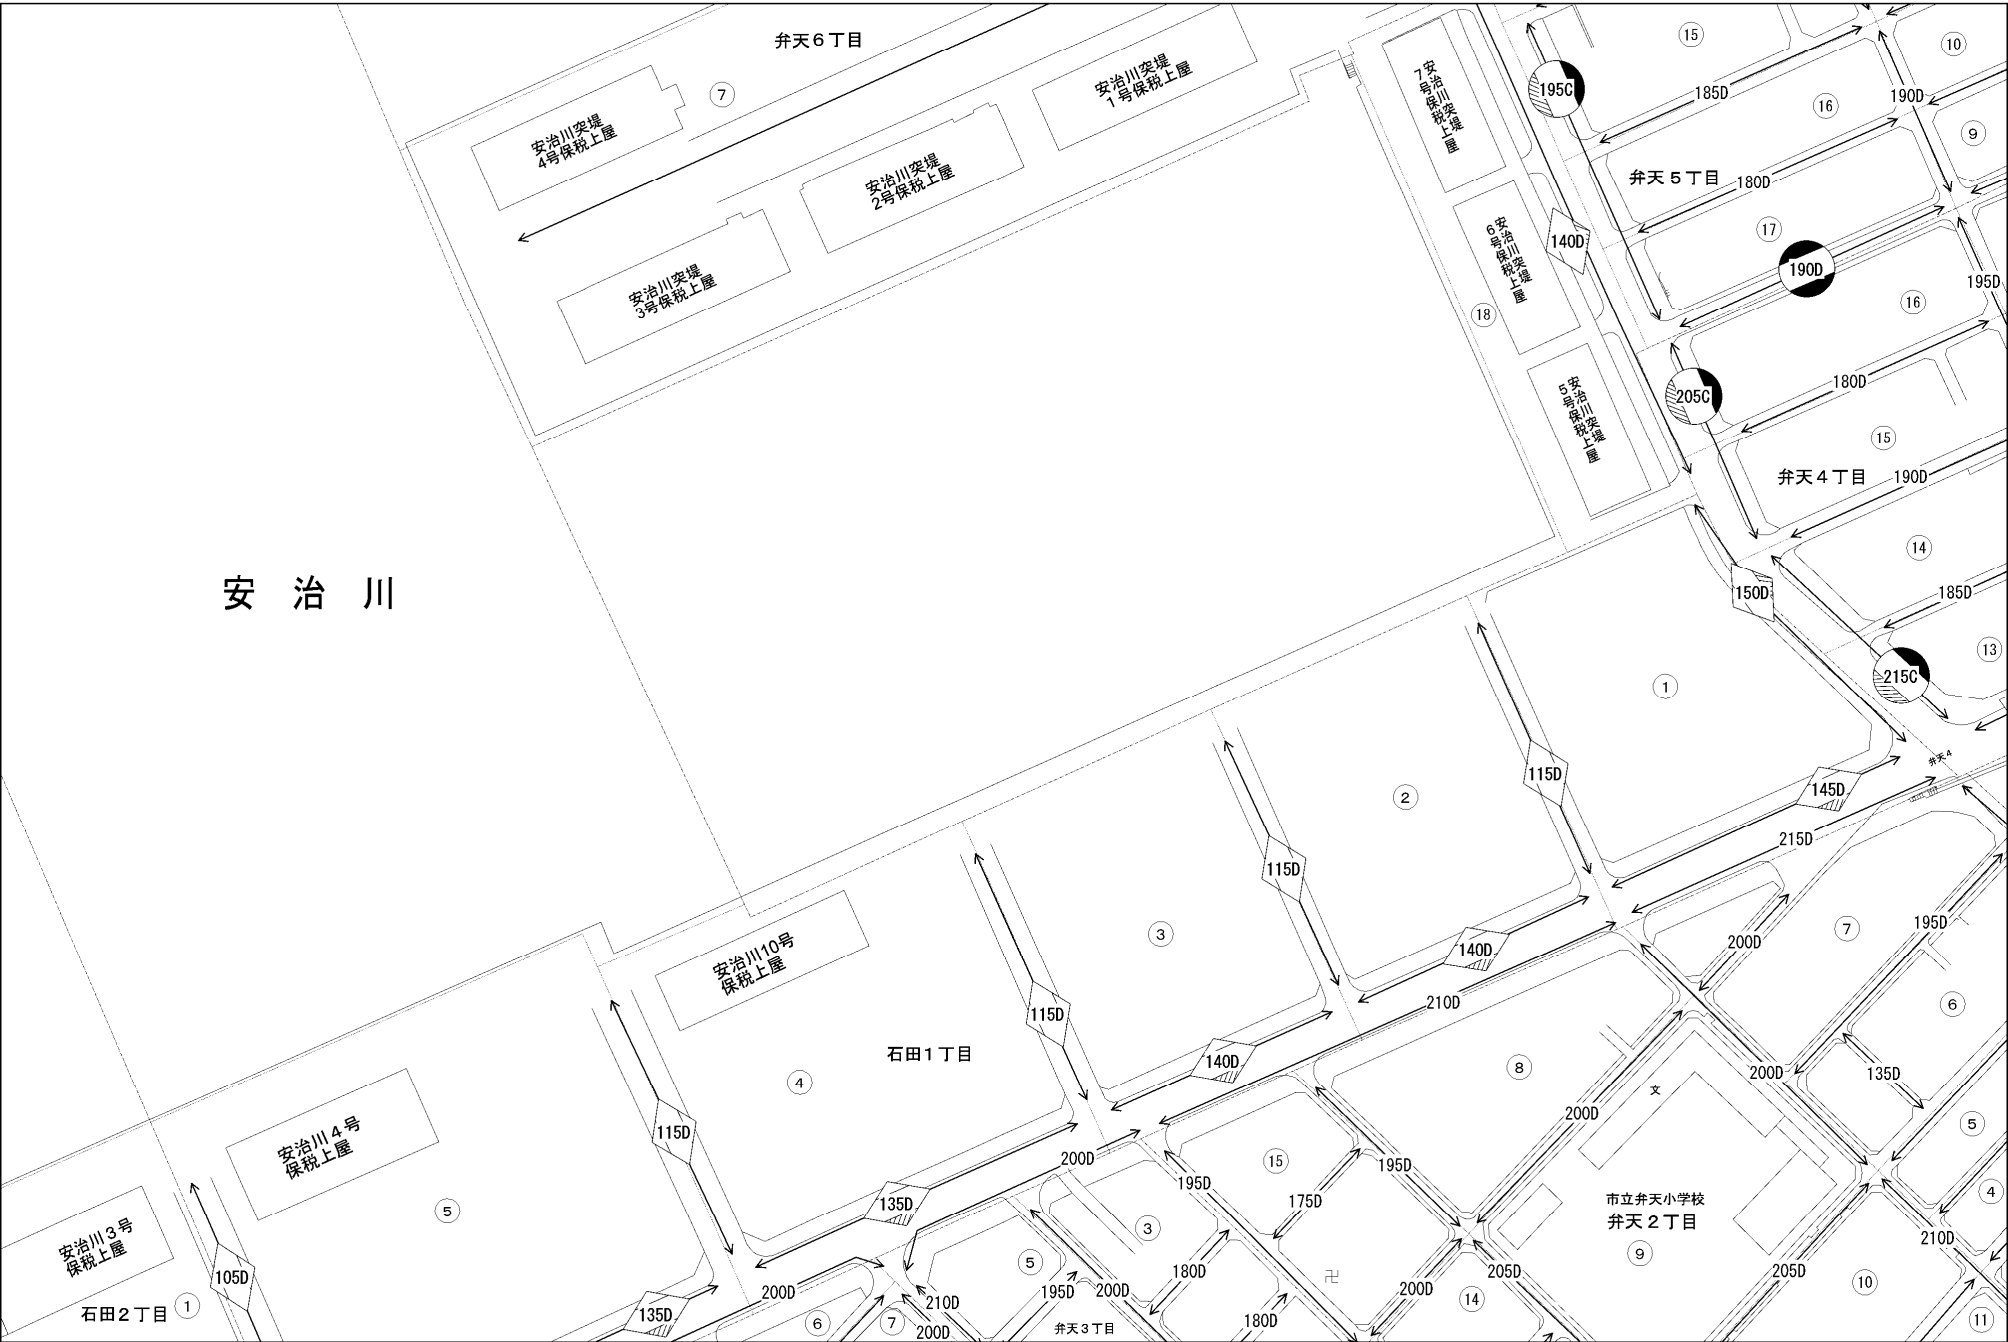 弁天６丁目
⑦
安治川突堤
4号保税上屋
安治川突堤
2号保税上屋
安治川突堤
1号保税上屋
安治川突堤
3号保税上屋
安治川突堤
7号保税上屋
安治川突堤
6号保税上屋
安治川突堤
5号保税上屋
⑱
195C
140D
⑮
185D
⑩
190D
⑯
⑨
弁天５丁目
180D
⑰
190D
195D
⑯
205C
180D
⑮
弁天４丁目
190D
⑭
150D
185D
⑬
215C
安治川
①
弁天4
115D
145D
②
215D
115D
③
140D
200D
⑦
195D
安治川10号
保税上屋
115D
210D
⑥
石田１丁目
140D
④
⑧
200D
135D
文
200D
⑤
115D
安治川４号
保税上屋
200D
⑮
195D
195D
175D
④
135D
③
市立弁天小学校
弁天２丁目
⑤
安治川３号
保税上屋
⑨
210D
105D
⑤
180D
205D
205D
⑩
石田２丁目
①
200D
195D
200D
200D
⑭
135D
210D
⑥
⑦
200D
弁天３丁目
180D
⑪